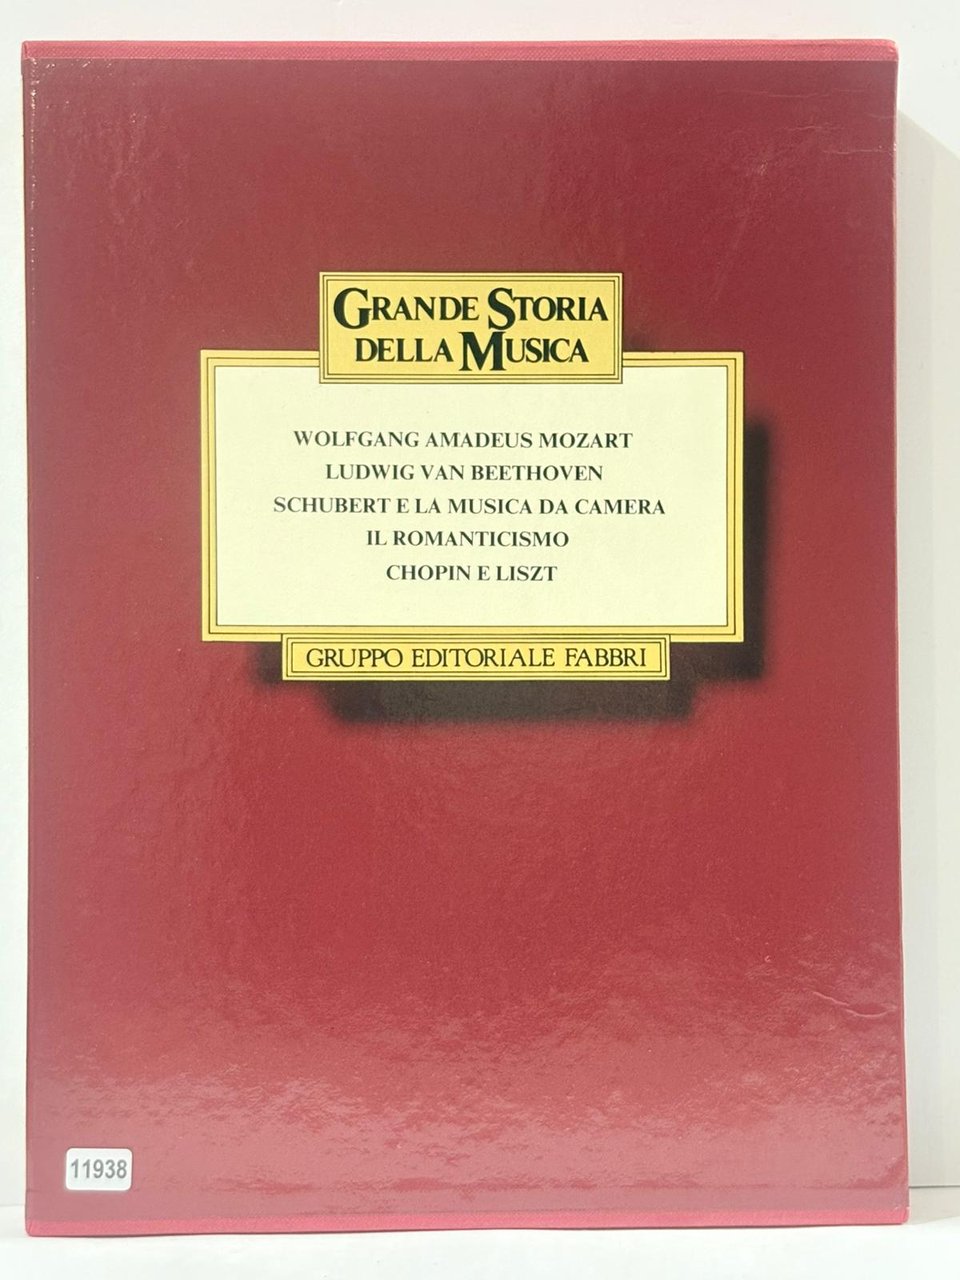 GRANDE STORIA
DELLA MUSICA
WOLFGANG AMADEUS MOZART
LUDWIG VAN BEETHOVEN
SCHUBERT E LA MUSICA DA CAMERA
IL ROMANTICISMO
CHOPIN E LISZT
GRUPPO EDITORIALE FABBRI
11938